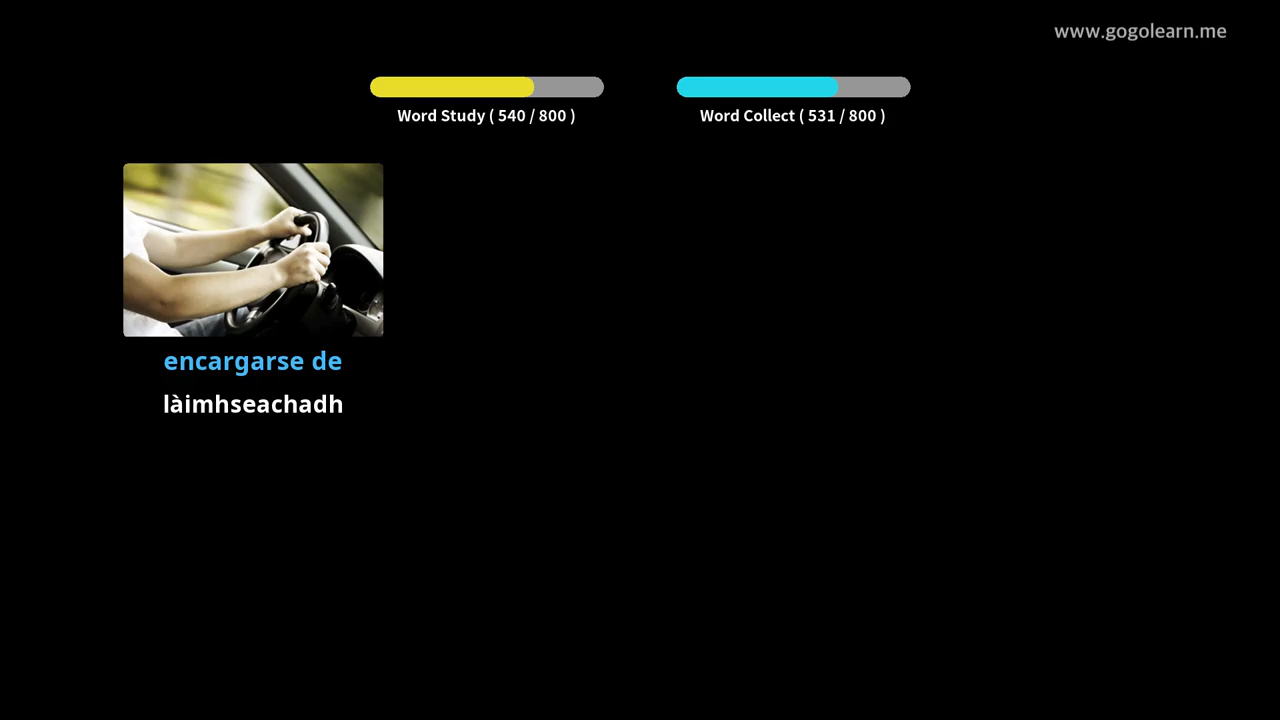 www.gogolearn.me
Word Study ( 540 / 800 )
Word Collect ( 531 / 800 )
encargarse de
làimhseachadh